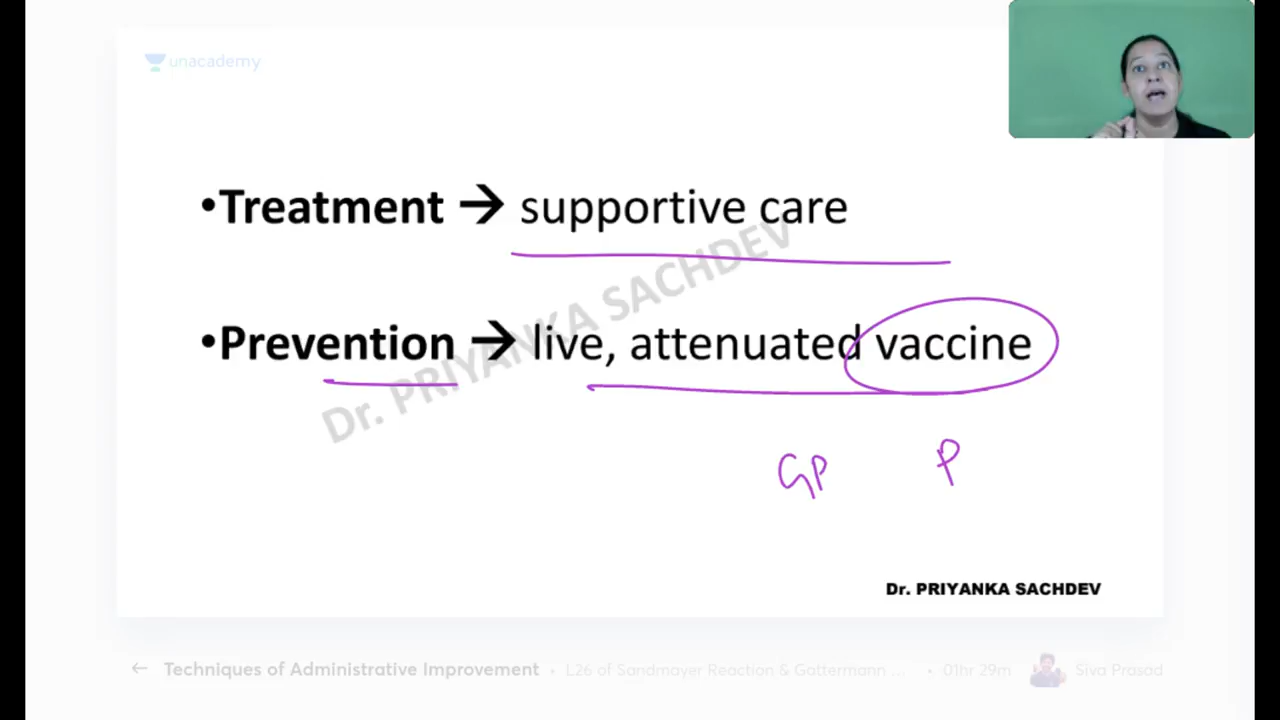 unacademy
•Treatment → supportive care
•Prevention → live, attenuated vaccine
Dr. PRIYANKA SACHDEV
GP P
Dr. PRIYANKA SACHDEV
← Techniques of Administrative Improvement • L26 of Sandmayer Reaction & Gattermann ... • 01hr 29m Siva Prasad